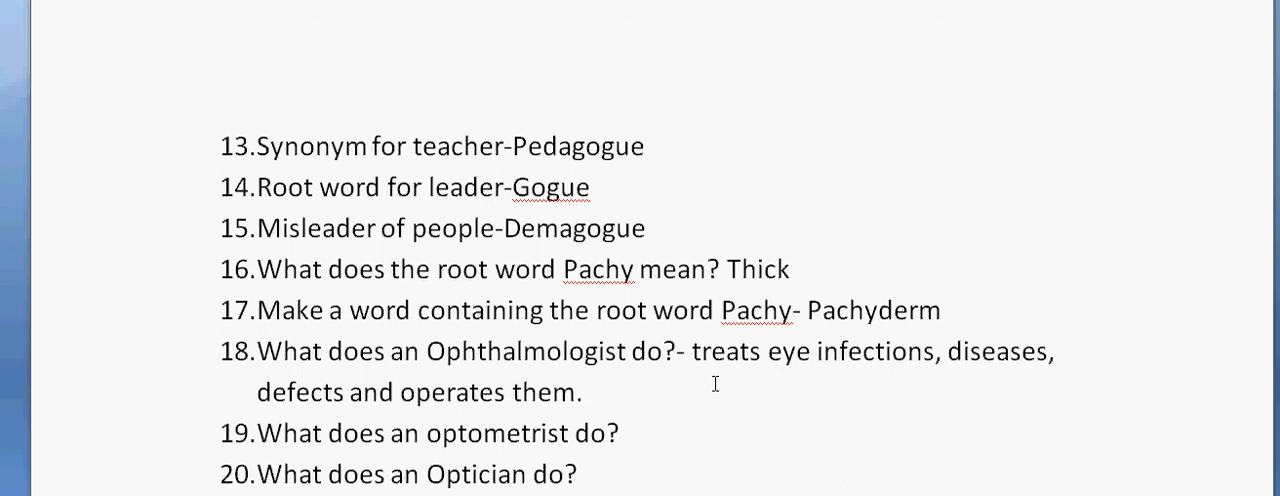 13.Synonym for teacher-Pedagogue
14.Root word for leader-Gogue
15.Misleader of people-Demagogue
16.What does the root word Pachy mean? Thick
17.Make a word containing the root word Pachy- Pachyderm
18.What does an Ophthalmologist do?- treats eye infections, diseases,
defects and operates them.
19.What does an optometrist do?
20.What does an Optician do?